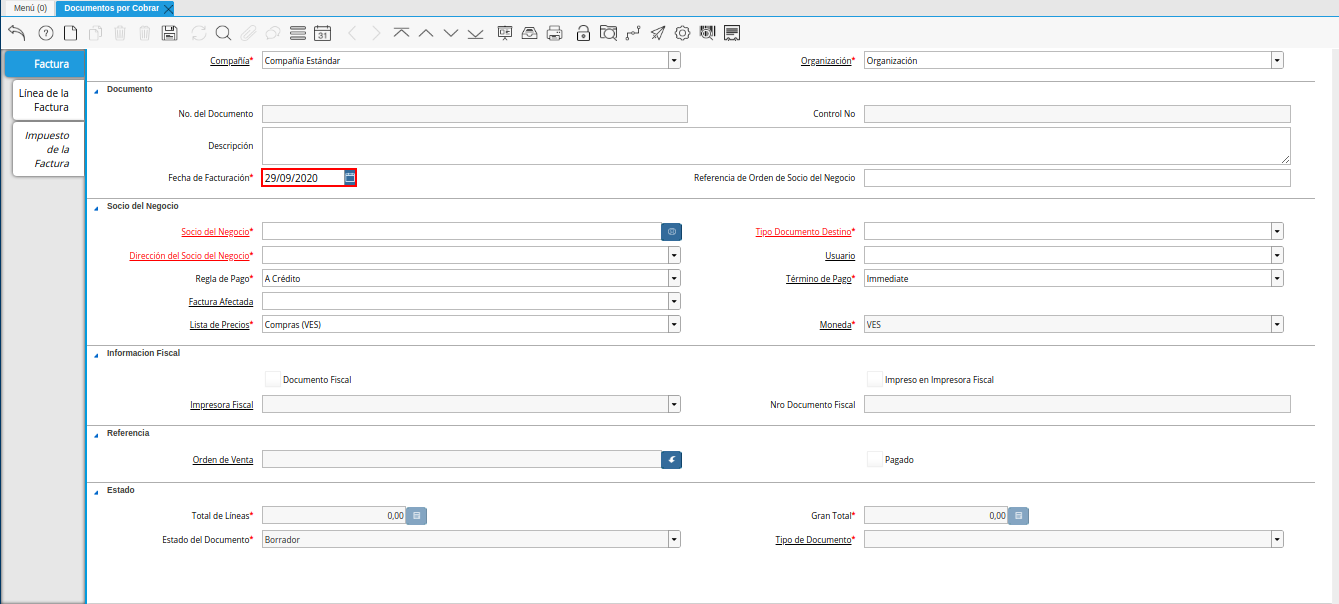 Menú (0) Documentos por Cobrar
31
Factura
Compañía* Compañía Estándar Organización* Organización
Línea de la
Factura
Documento
No. del Documento Control No
Impuesto
de la
Factura
Descripción
Fecha de Facturación* 29/09/2020 Referencia de Orden de Socio del Negocio
Socio del Negocio
Socio del Negocio* Tipo Documento Destino*
Dirección del Socio del Negocio* Usuario
Regla de Pago* A Crédito Término de Pago* Immediate
Factura Afectada
Lista de Precios* Compras (VES) Moneda* VES
Informacion Fiscal
Documento Fiscal Impreso en Impresora Fiscal
Impresora Fiscal Nro Documento Fiscal
Referencia
Orden de Venta Pagado
Estado
Total de Líneas* 0,00 Gran Total* 0,00
Estado del Documento* Borrador Tipo de Documento*